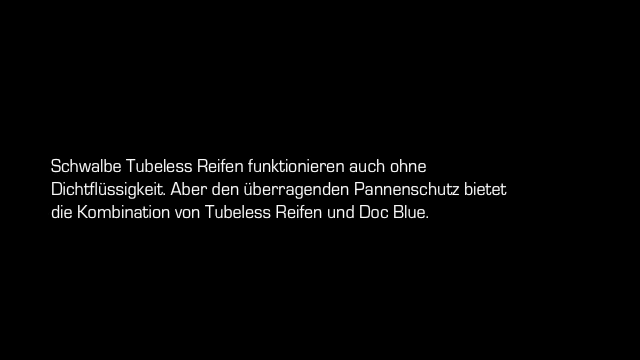 Schwalbe Tubeless Reifen funktionieren auch ohne
Dichtflüssigkeit. Aber den überragenden Pannenschutz bietet
die Kombination von Tubeless Reifen und Doc Blue.